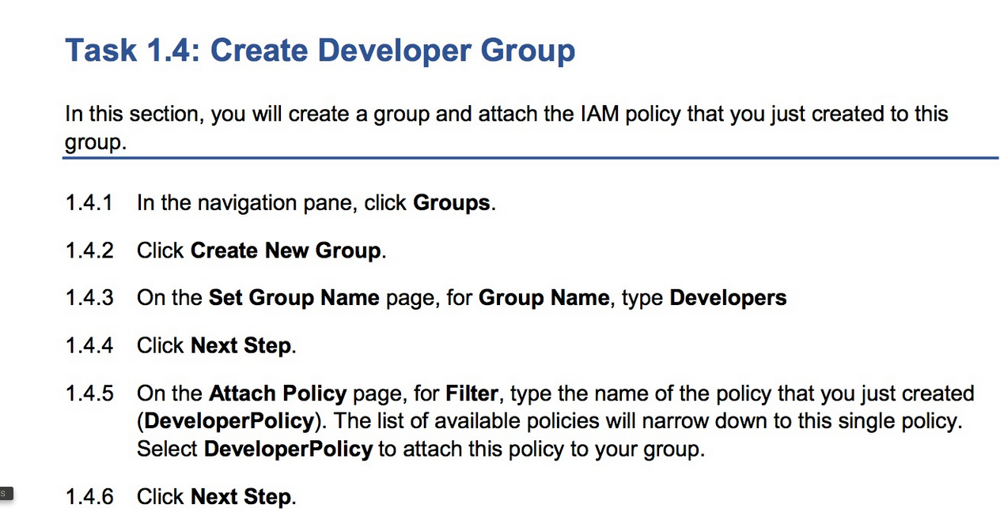 Task 1.4: Create Developer Group
In this section, you will create a group and attach the IAM policy that you just created to this
group.
1.4.1 In the navigation pane, click Groups.
1.4.2 Click Create New Group.
1.4.3 On the Set Group Name page, for Group Name, type Developers
1.4.4 Click Next Step.
1.4.5 On the Attach Policy page, for Filter, type the name of the policy that you just created
(DeveloperPolicy). The list of available policies will narrow down to this single policy.
Select DeveloperPolicy to attach this policy to your group.
s
1.4.6 Click Next Step.